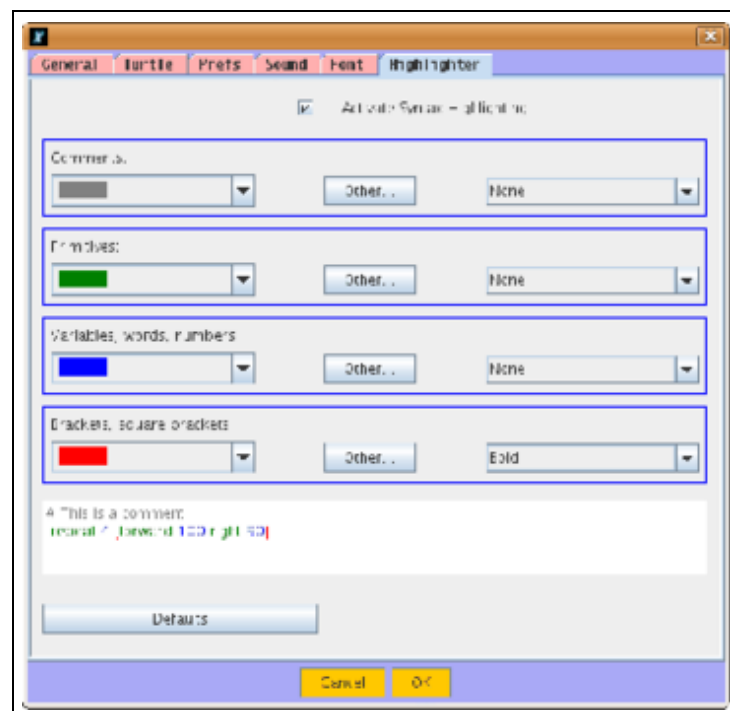 General Turtle Prefs Sound Font Highlighter
Activate Syntax Highlighting
Comments:
Other... None
Primitives:
Other... None
Variables, words, numbers
Other... None
Brackets, square brackets
Other... Bold
# This is a comment
repeat 4 [forward 100 right 90]
Defaults
Cancel OK